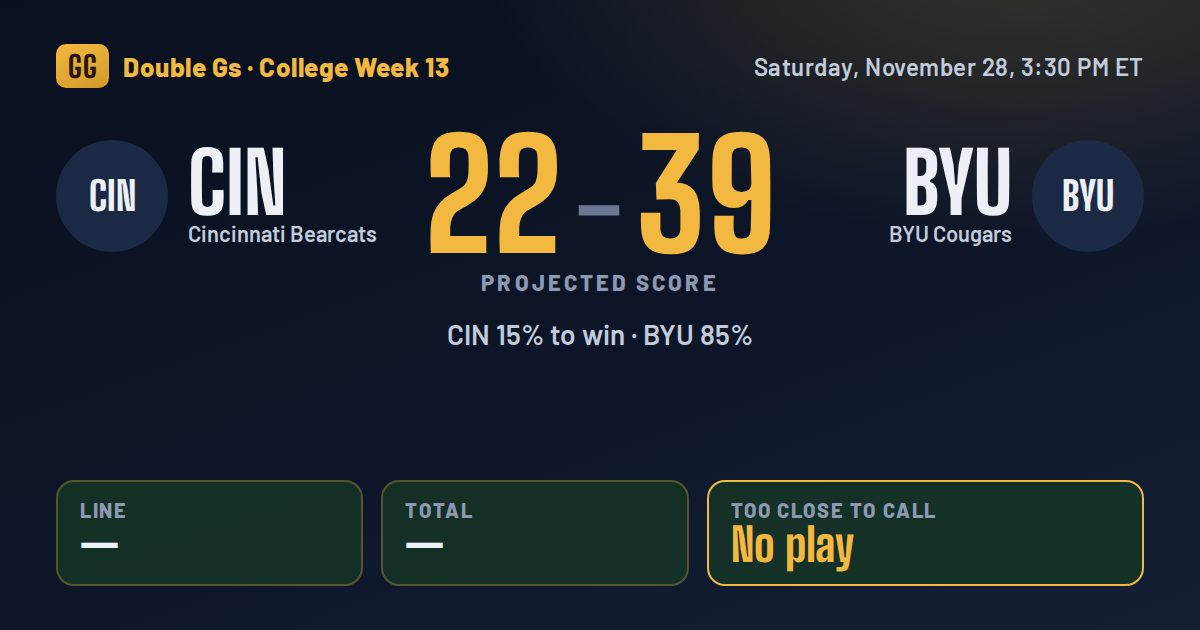 GG Double Gs · College Week 13
Saturday, November 28, 3:30 PM ET
CIN
CIN
Cincinnati Bearcats
22 – 39
PROJECTED SCORE
CIN 15% to win · BYU 85%
BYU
BYU Cougars
BYU
LINE
—
TOTAL
—
TOO CLOSE TO CALL
No play